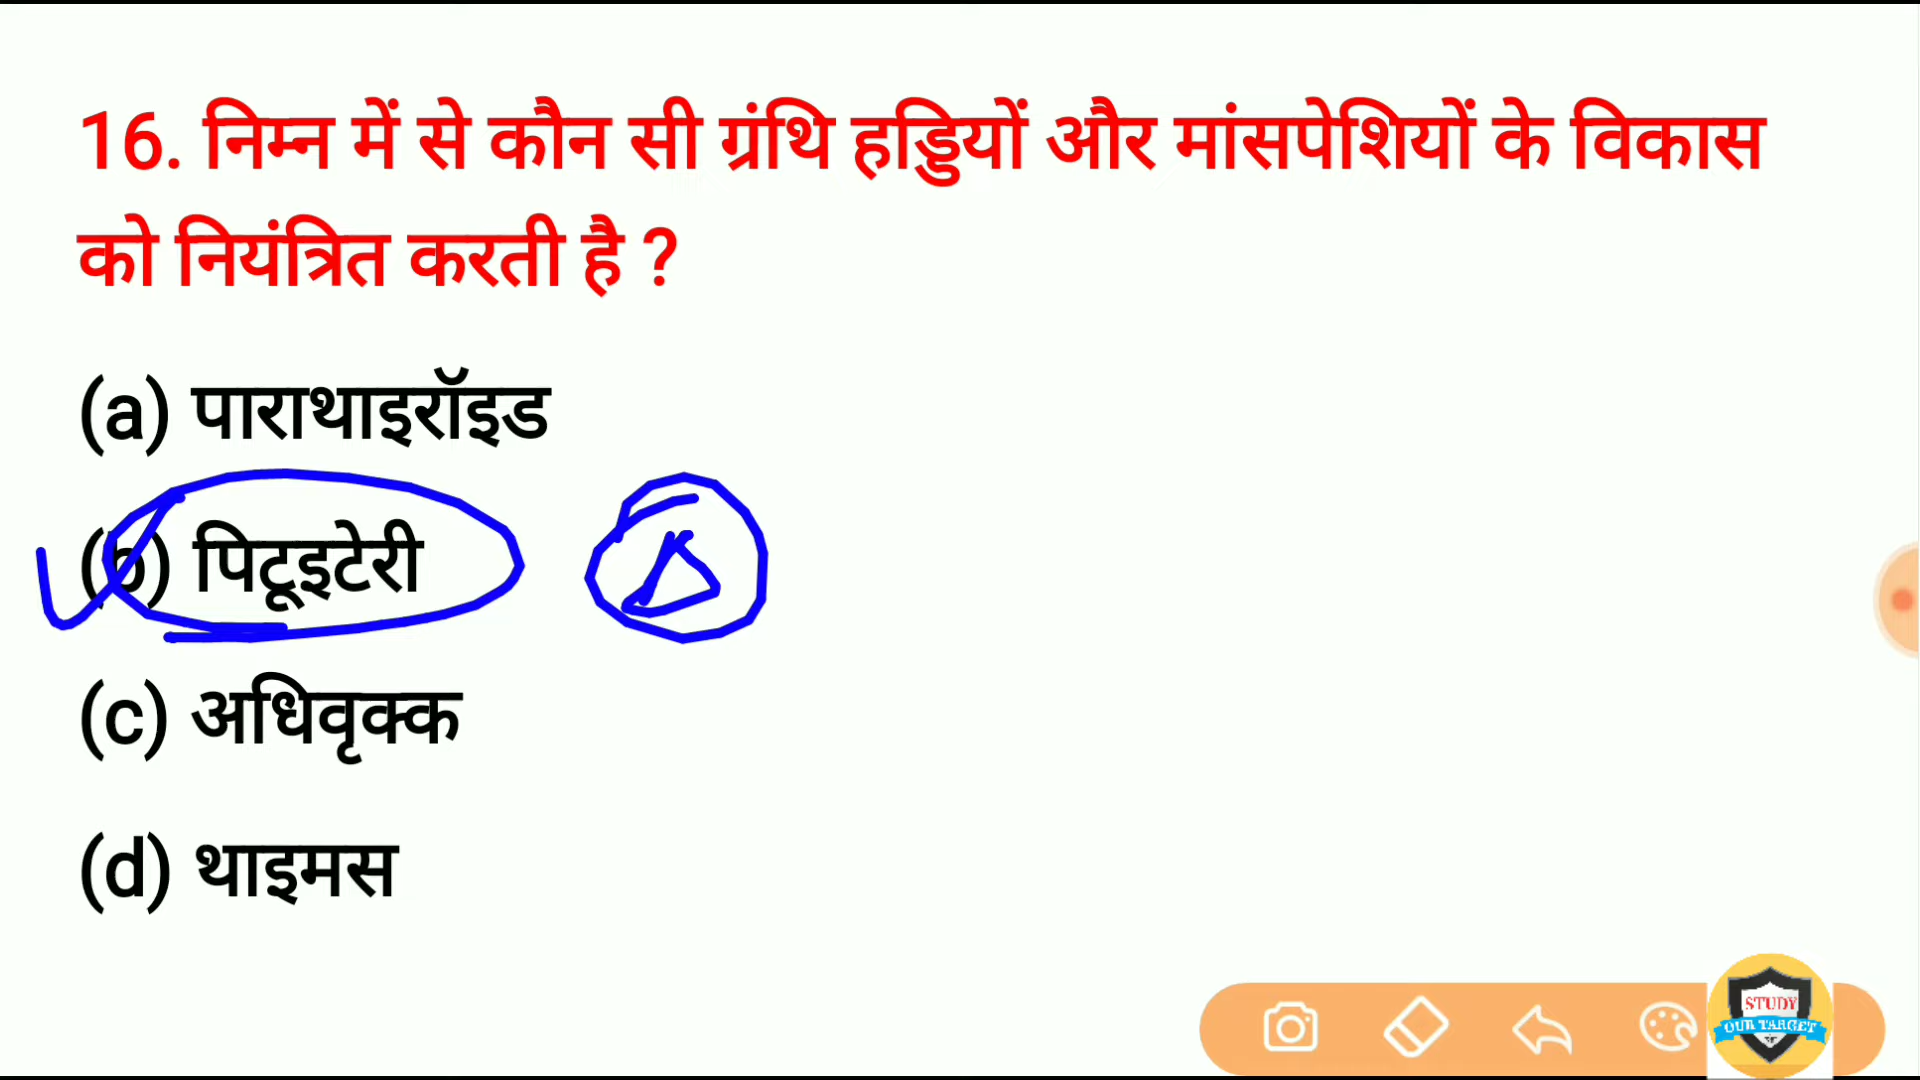 16. निम्न में से कौन सी ग्रंथि हड्डियों और मांसपेशियों के विकास
को नियंत्रित करती है ?
(a) पाराथाइरॉइड
(b) पिटूइटेरी
(c) अधिवृक्क
(d) थाइमस
STUDY
OUR TARGET